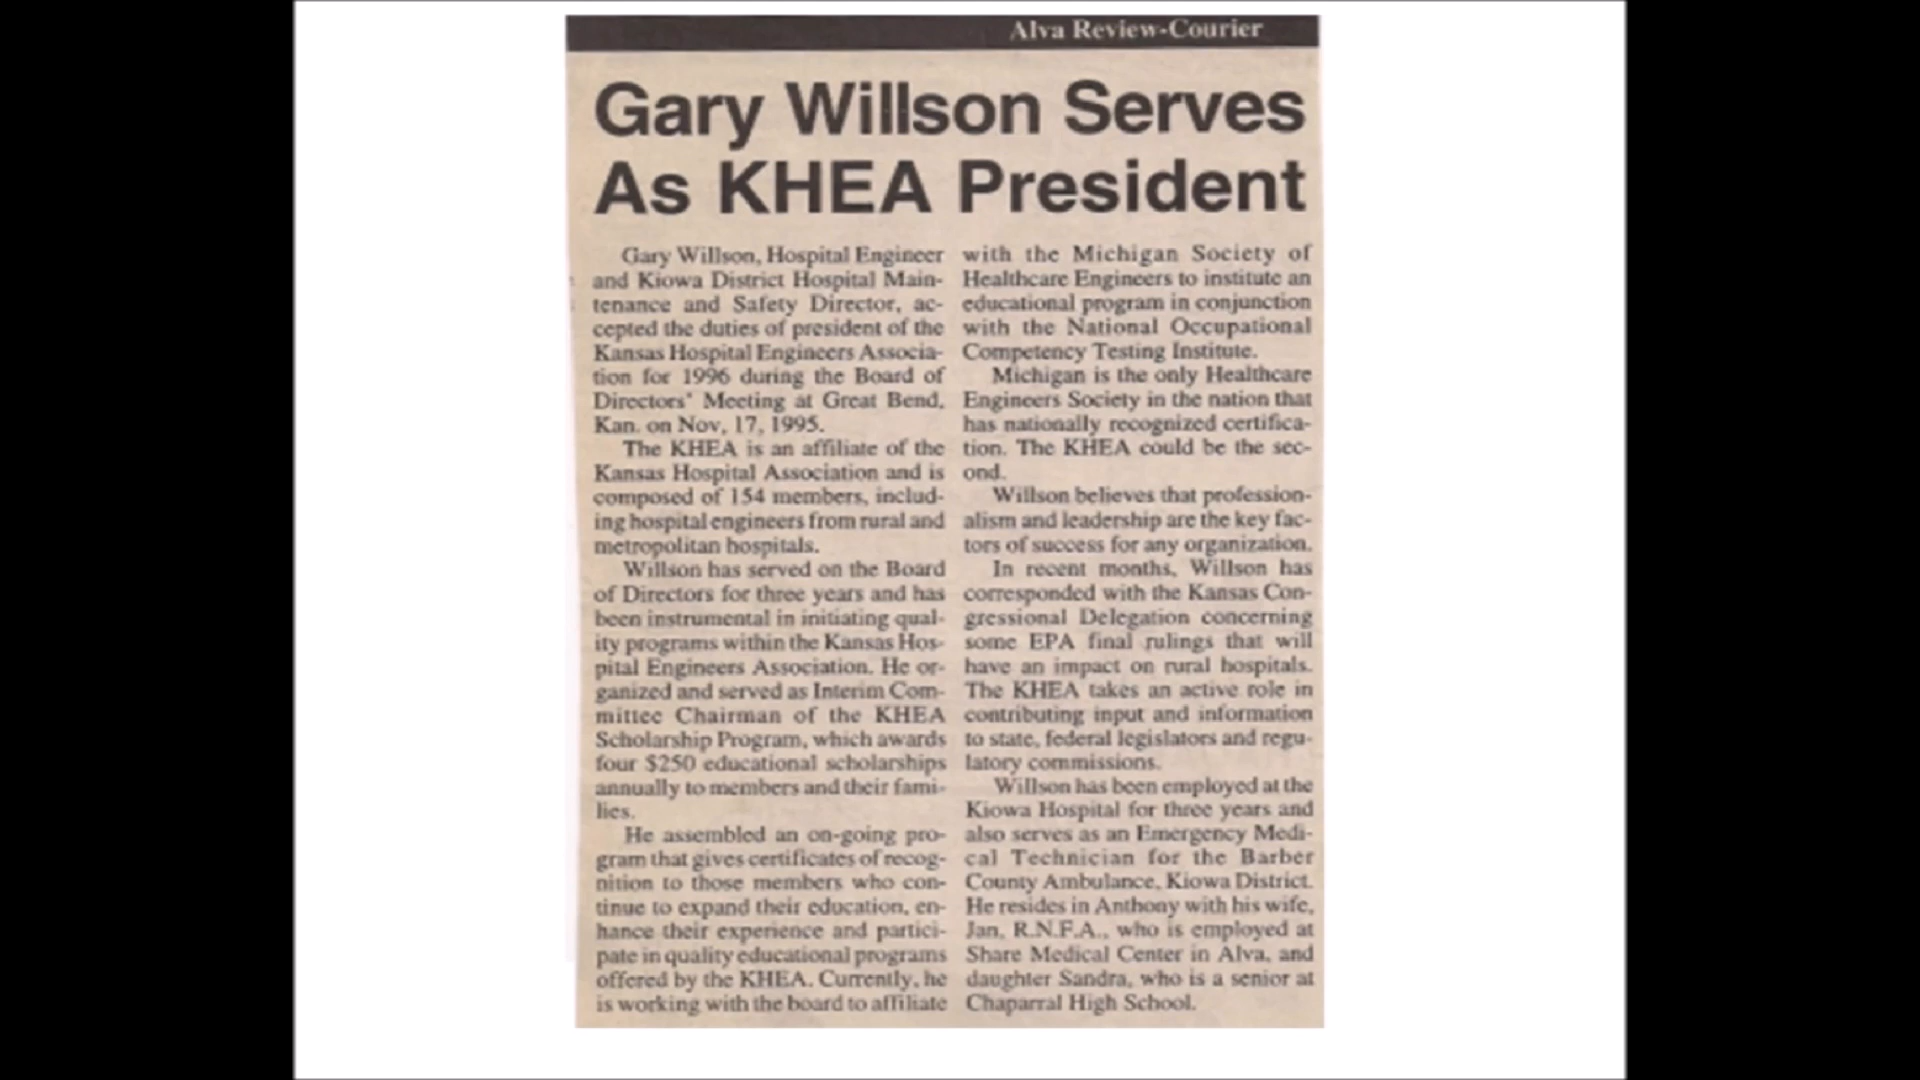 Alva Review-Courier
Gary Willson Serves
As KHEA President
Gary Willson, Hospital Engineer
and Kiowa District Hospital Main-
tenance and Safety Director, ac-
cepted the duties of president of the
Kansas Hospital Engineers Associa-
tion for 1996 during the Board of
Directors' Meeting at Great Bend,
Kan. on Nov. 17, 1995.
The KHEA is an affiliate of the
Kansas Hospital Association and is
composed of 154 members, includ-
ing hospital engineers from rural and
metropolitan hospitals.
Willson has served on the Board
of Directors for three years and has
been instrumental in initiating qual-
ity programs within the Kansas Hos-
pital Engineers Association. He or-
ganized and served as Interim Com-
mittee Chairman of the KHEA
Scholarship Program, which awards
four $250 educational scholarships
annually to members and their fami-
lies.
He assembled an on-going pro-
gram that gives certificates of recog-
nition to those members who con-
tinue to expand their education, en-
hance their experience and partici-
pate in quality educational programs
offered by the KHEA. Currently, he
is working with the board to affiliate
with the Michigan Society of
Healthcare Engineers to institute an
educational program in conjunction
with the National Occupational
Competency Testing Institute.
Michigan is the only Healthcare
Engineers Society in the nation that
has nationally recognized certifica-
tion. The KHEA could be the sec-
ond.
Willson believes that profession-
alism and leadership are the key fac-
tors of success for any organization.
In recent months, Willson has
corresponded with the Kansas Con-
gressional Delegation concerning
some EPA final rulings that will
have an impact on rural hospitals.
The KHEA takes an active role in
contributing input and information
to state, federal legislators and regu-
latory commissions.
Willson has been employed at the
Kiowa Hospital for three years and
also serves as an Emergency Medi-
cal Technician for the Barber
County Ambulance, Kiowa District.
He resides in Anthony with his wife,
Jan, R.N.F.A., who is employed at
Share Medical Center in Alva, and
daughter Sandra, who is a senior at
Chaparral High School.